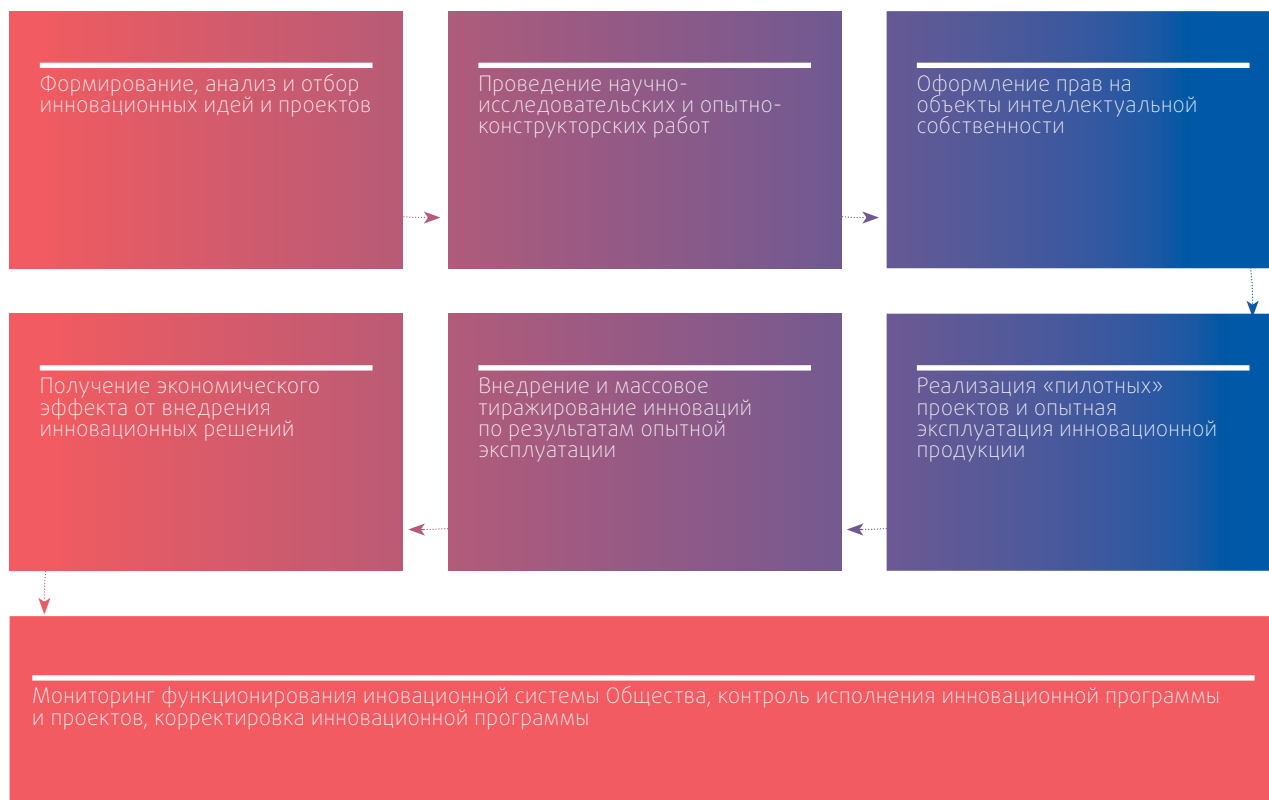 Формирование, анализ и отбор
инновационных идей и проектов
Проведение научно-
исследовательских и опытно-
конструкторских работ
Оформление прав на
объекты интеллектуальной
собственности
Получение экономического
эффекта от внедрения
инновационных решений
Внедрение и массовое
тиражирование инноваций
по результатам опытной
эксплуатации
Реализация «пилотных»
проектов и опытная
эксплуатация инновационной
продукции
Мониторинг функционирования иновационной системы Общества, контроль исполнения инновационной программы
и проектов, корректировка инновационной программы